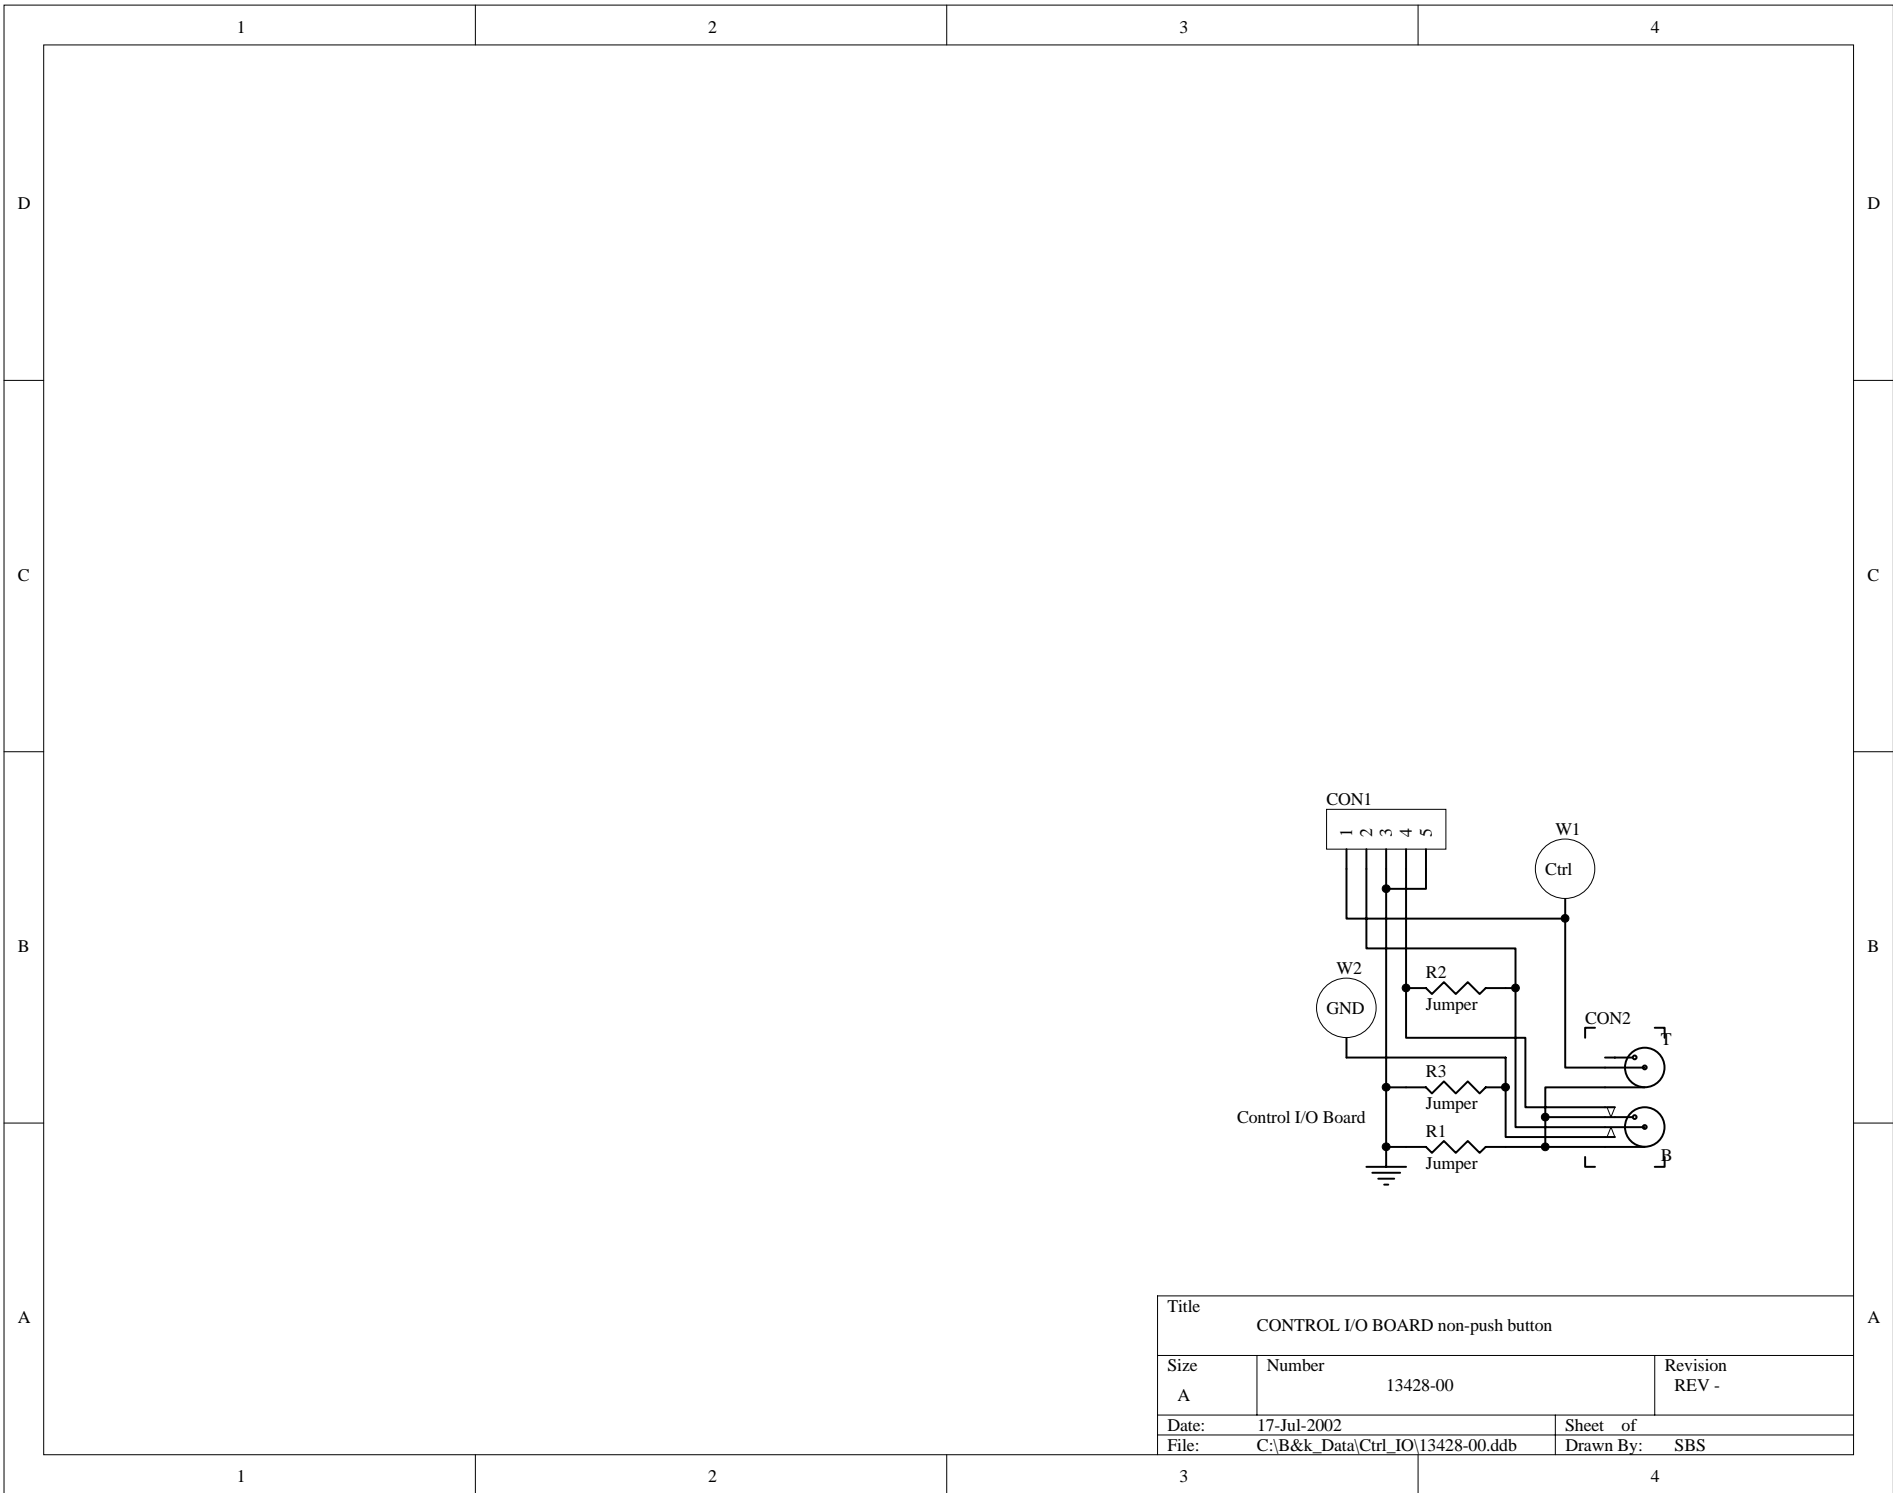 1 2 3 4
D D
C C
CON1
1 2 3 4 5
W1
Ctrl
B B
W2
GND
R2
Jumper
CON2
T
R3
Jumper
Control I/O Board
R1
Jumper
B
A A
Title
CONTROL I/O BOARD non-push button
Size Number Revision
A 13428-00 REV -
Date: 17-Jul-2002 Sheet of
File: C:\B&k_Data\Ctrl_IO\13428-00.ddb Drawn By: SBS
1 2 3 4